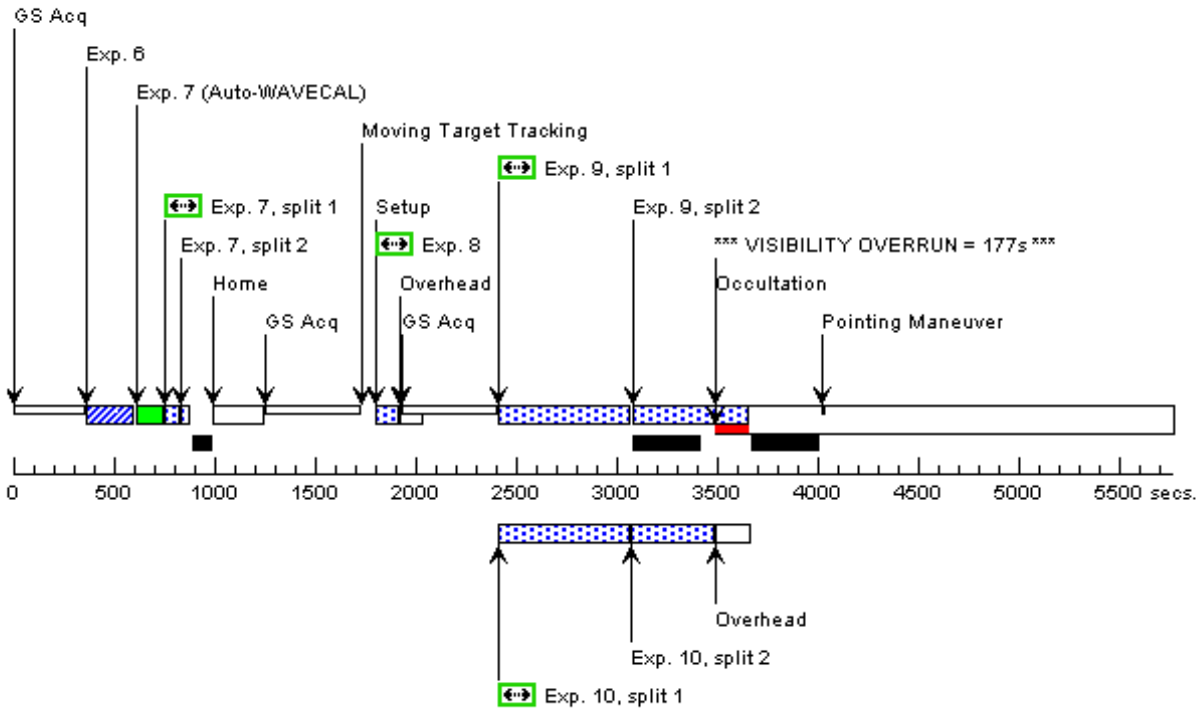 GS Acq
Exp. 6
Exp. 7 (Auto-WAVECAL)
Moving Target Tracking
Exp. 9, split 1
Exp. 7, split 1
Setup
Exp. 9, split 2
Exp. 7, split 2
Exp. 8
*** VISIBILITY OVERRUN = 177s ***
Home
Overhead
Occultation
GS Acq
GS Acq
Pointing Maneuver
0 500 1000 1500 2000 2500 3000 3500 4000 4500 5000 5500 secs.
Overhead
Exp. 10, split 2
Exp. 10, split 1